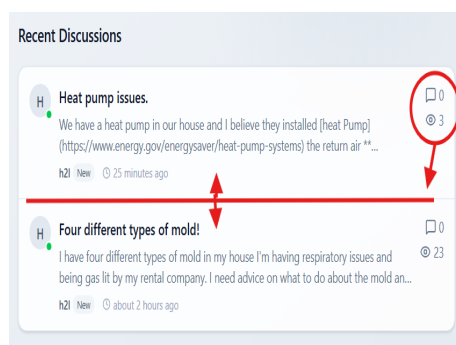 Recent Discussions
H
Heat pump issues.
0
We have a heat pump in our house and I believe they installed [heat Pump]
3
(https://www.energy.gov/energysaver/heat-pump-systems) the return air **...
h2l New 25 minutes ago
H
Four different types of mold!
0
I have four different types of mold in my house I'm having respiratory issues and
23
being gas lit by my rental company. I need advice on what to do about the mold an...
h2l New about 2 hours ago